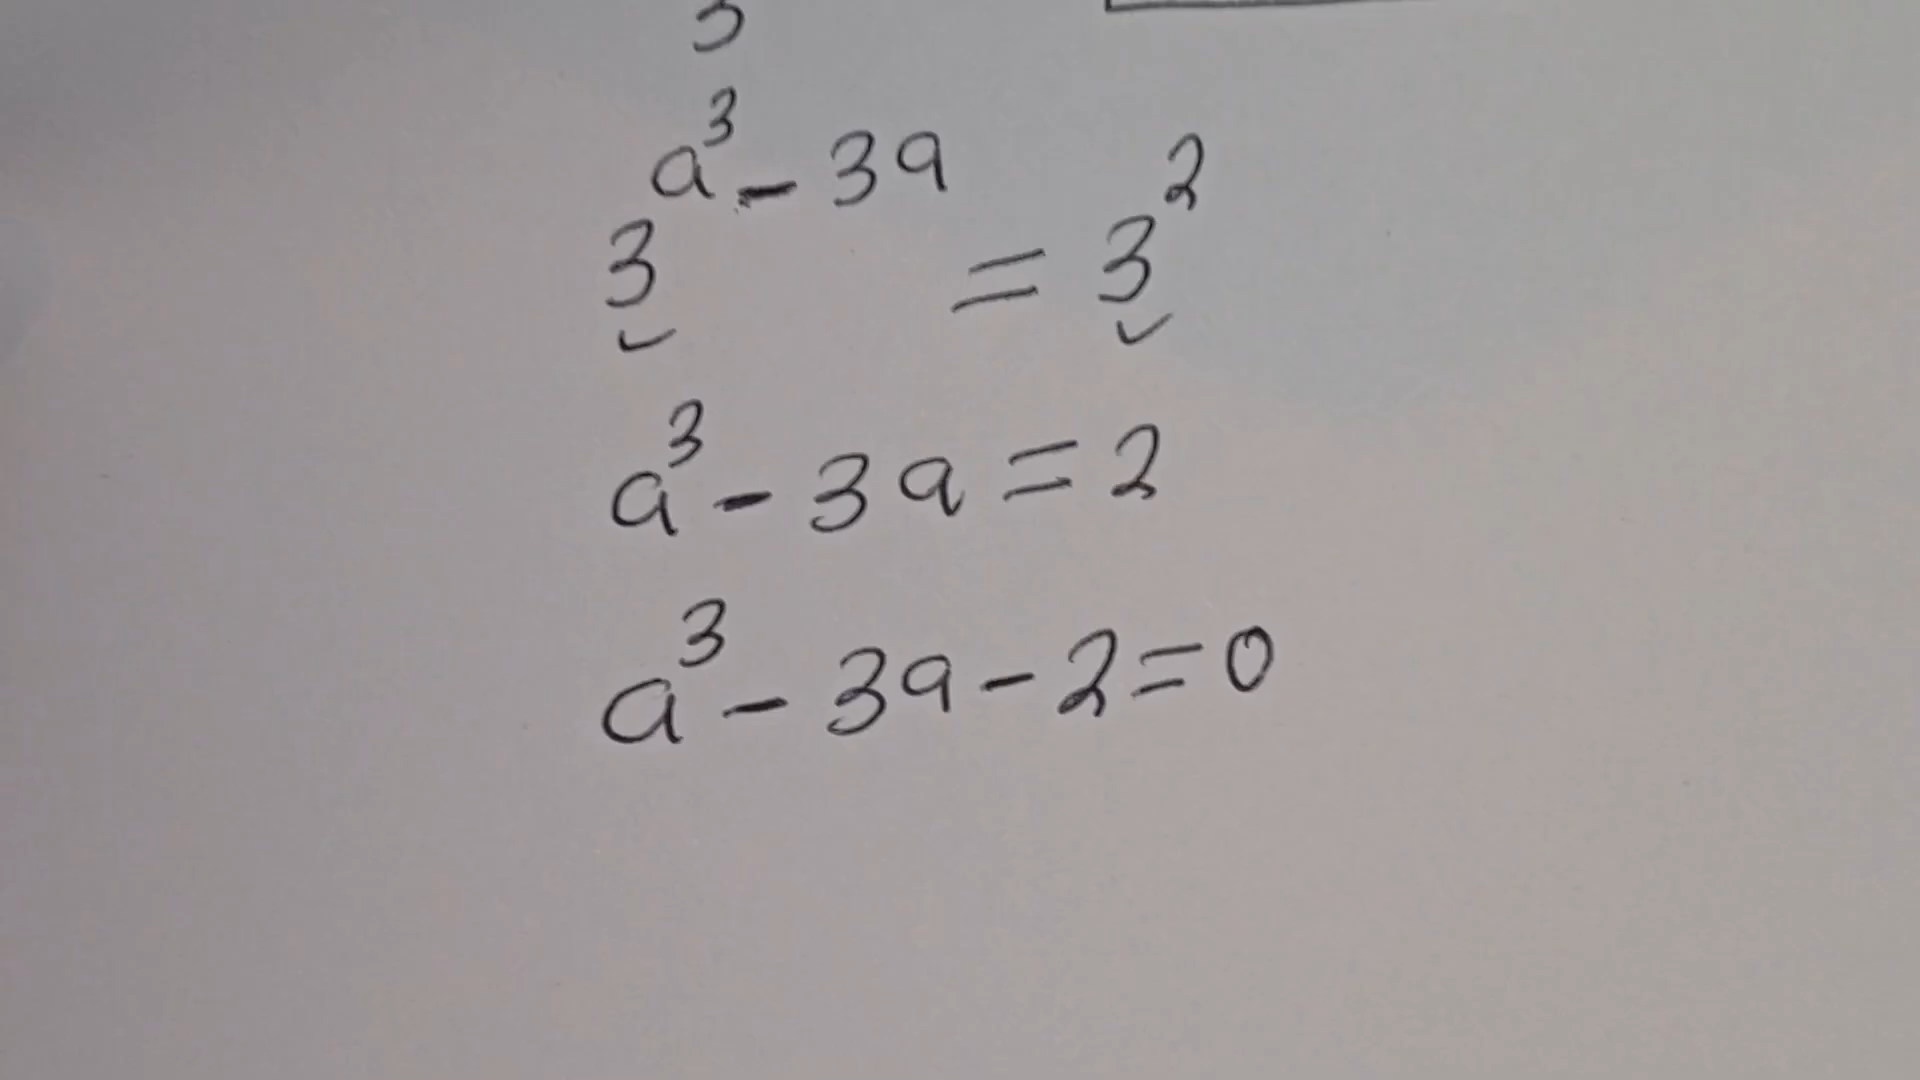 3
a³ - 3a
3 = 3²
a³ - 3a = 2
a³ - 3a - 2 = 0